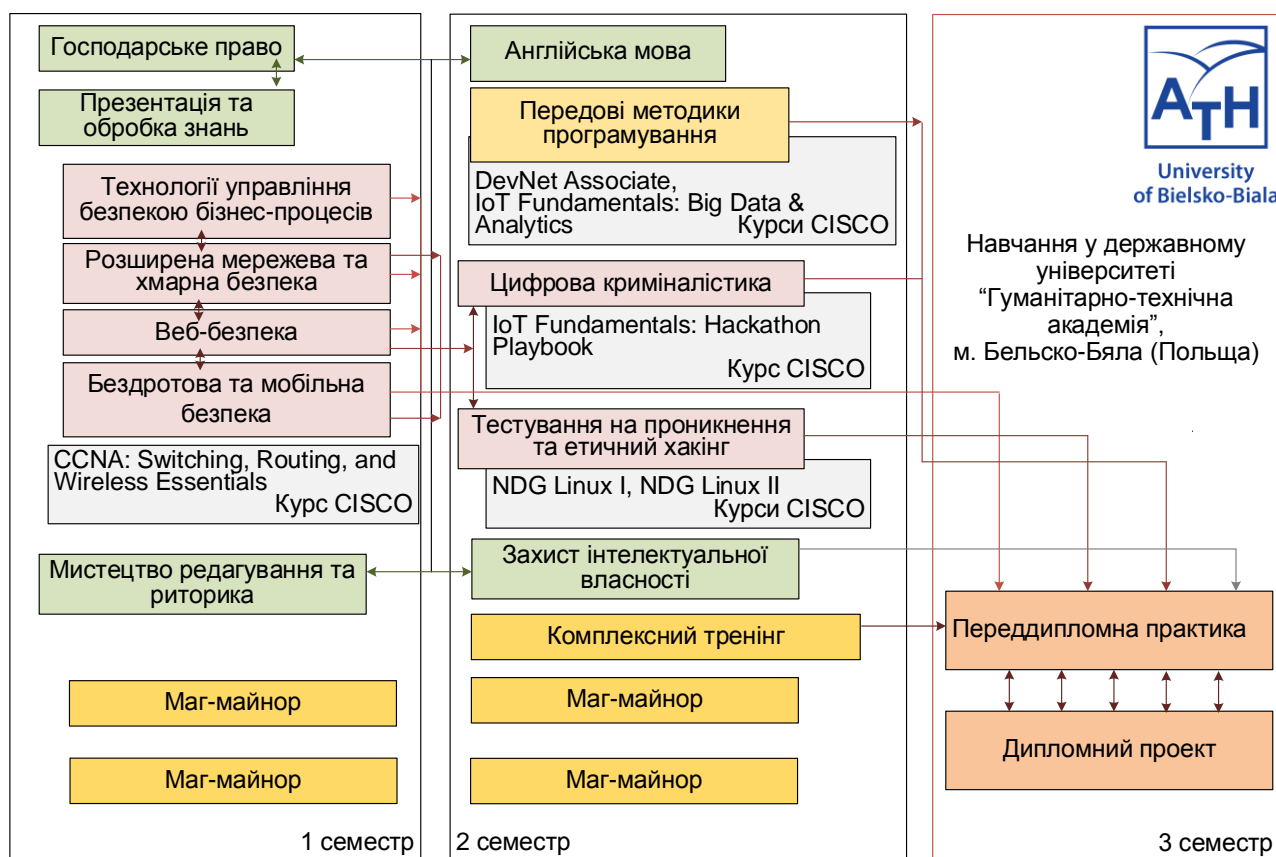 Господарське право
Презентація та
обробка знань
Технології управління
безпекою бізнес-процесів
Розширена мережева та
хмарна безпека
Веб-безпека
Бездротова та мобільна
безпека
CCNA: Switching, Routing, and
Wireless Essentials
Курс CISCO
Мистецтво редагування та
риторика
Маг-майнор
Маг-майнор
1 семестр
Англійська мова
Передові методики
програмування
DevNet Associate,
IoT Fundamentals: Big Data &
Analytics Курси CISCO
Цифрова криміналістика
IoT Fundamentals: Hackathon
Playbook
Курс CISCO
Тестування на проникнення
та етичний хакінг
NDG Linux I, NDG Linux II
Курси CISCO
Захист інтелектуальної
власності
Комплексний тренінг
Маг-майнор
Маг-майнор
2 семестр
ATH
University
of Bielsko-Biala
Навчання у державному
університеті
“Гуманітарно-технічна
академія”,
м. Бельско-Бяла (Польща)
Переддипломна практика
Дипломний проект
3 семестр